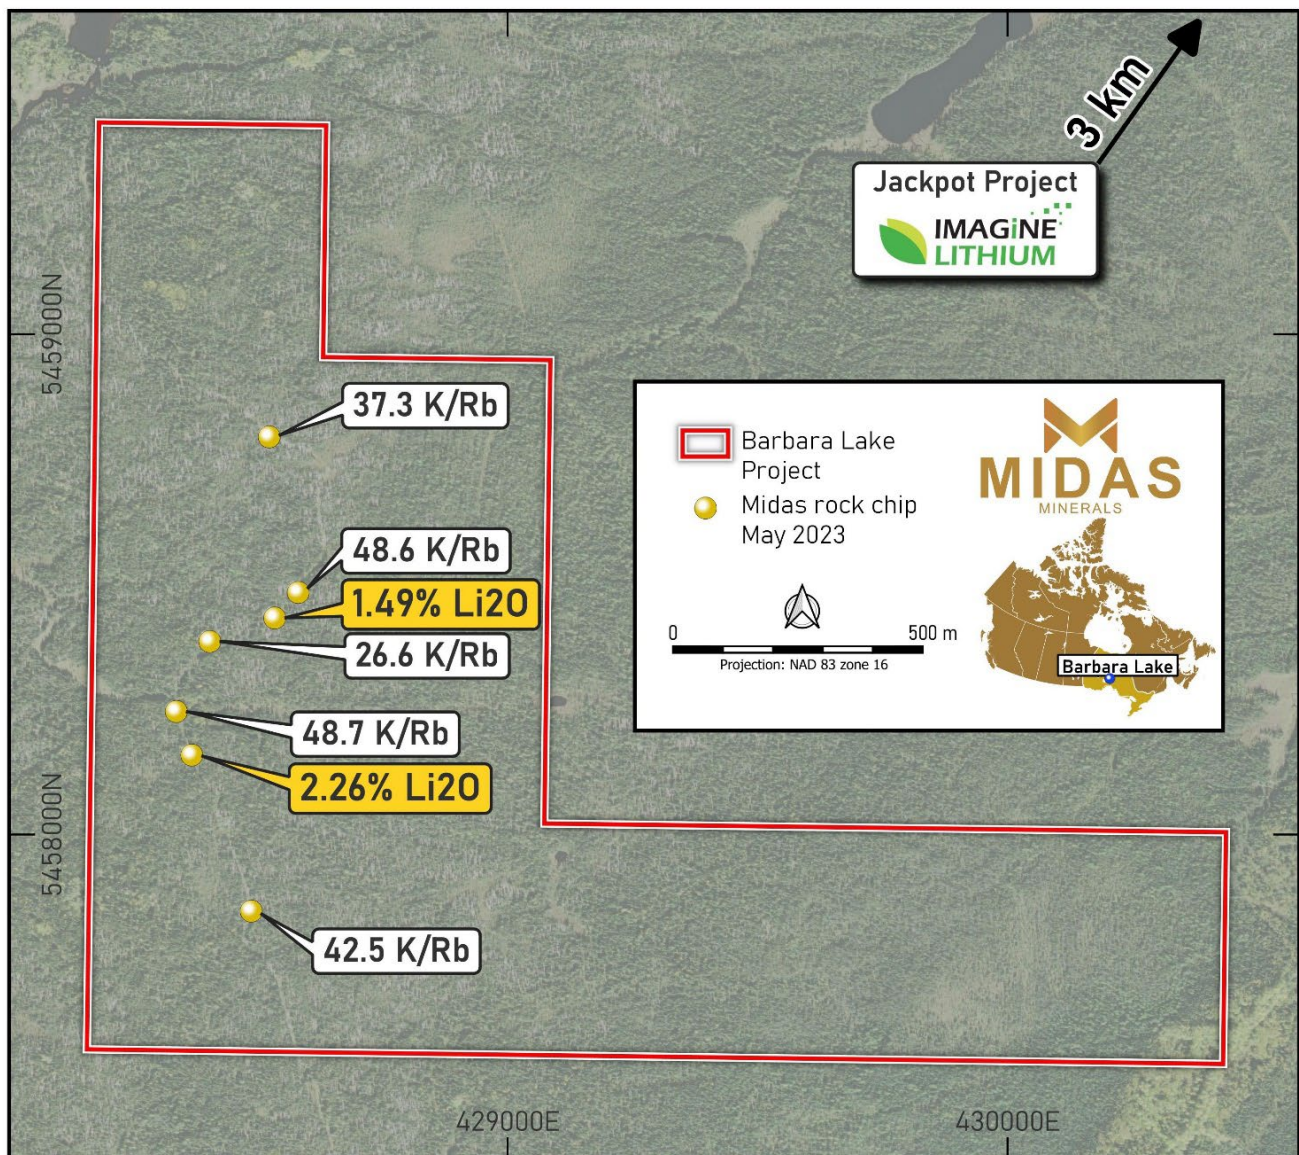 3 km
Jackpot Project
IMAGiNE
LITHIUM
5459000N
37.3 K/Rb
48.6 K/Rb
1.49% Li2O
26.6 K/Rb
48.7 K/Rb
2.26% Li2O
42.5 K/Rb
5458000N
Barbara Lake
Project
Midas rock chip
May 2023
0 500 m
Projection: NAD 83 zone 16
MIDAS
MINERALS
Barbara Lake
429000E 430000E